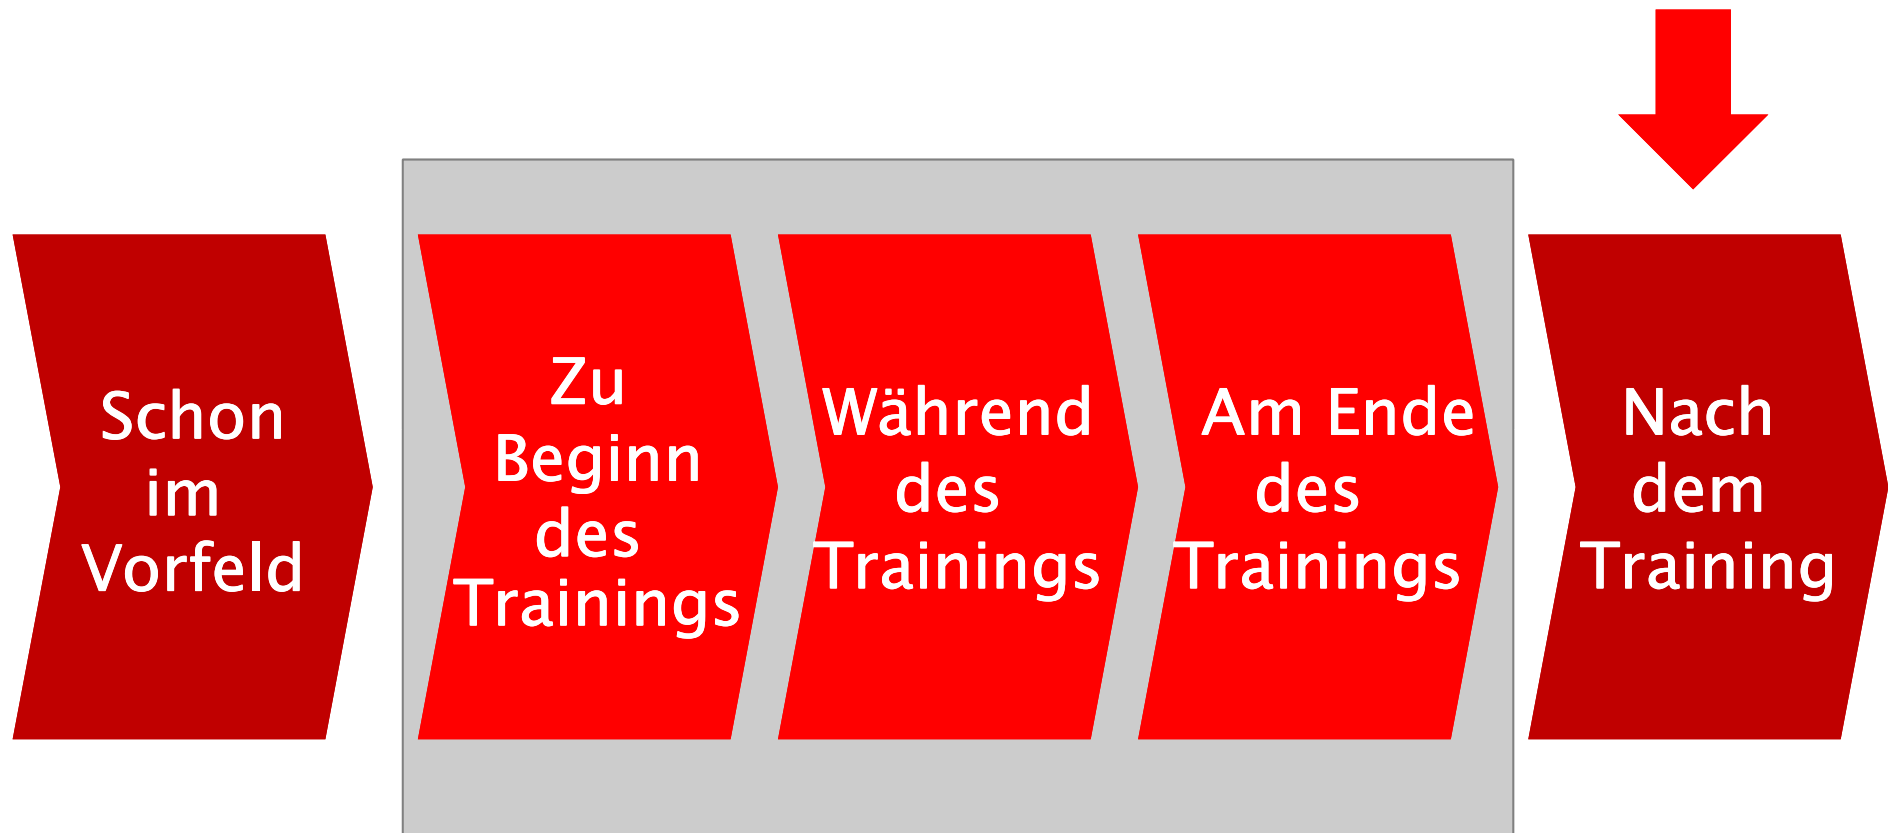 Schon
im
Vorfeld
Zu
Beginn
des
Trainings
Während
des
Trainings
Am Ende
des
Trainings
Nach
dem
Training